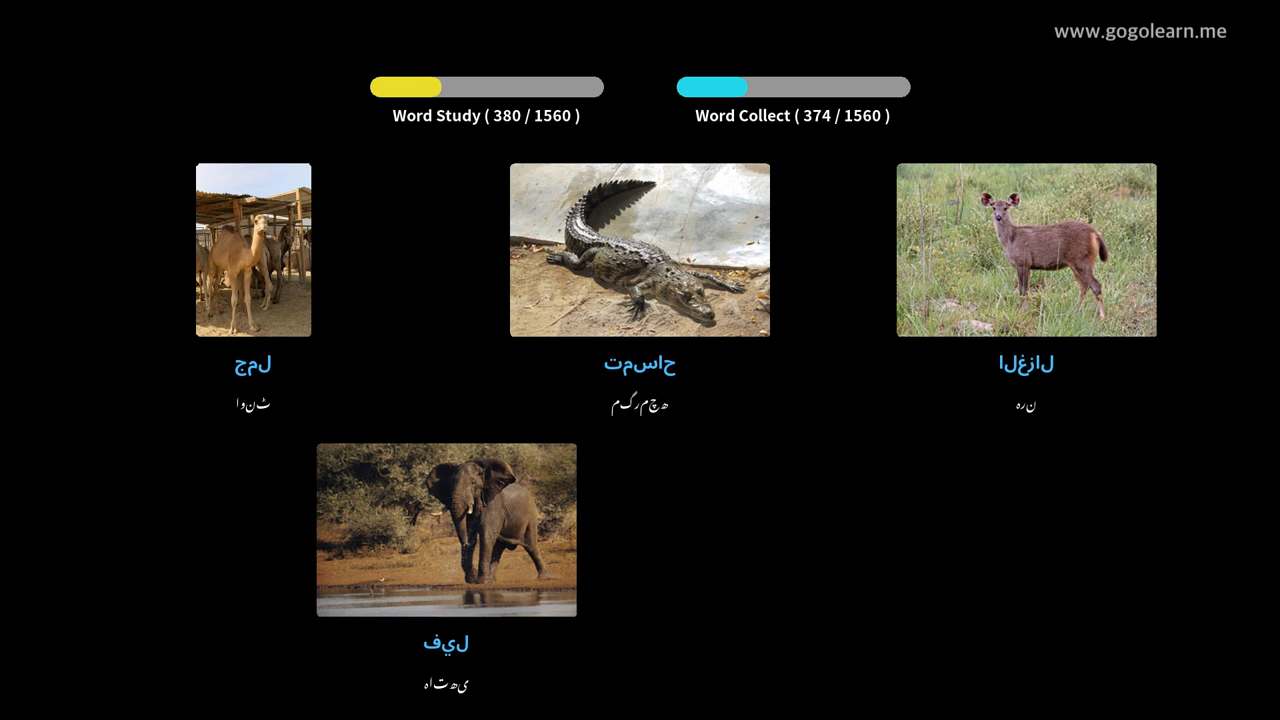 www.gogolearn.me
Word Study ( 380 / 1560 )
Word Collect ( 374 / 1560 )
جمل
تمساح
الغزال
اونٹ
مگرمچھ
ہرن
فيل
ہاتھی